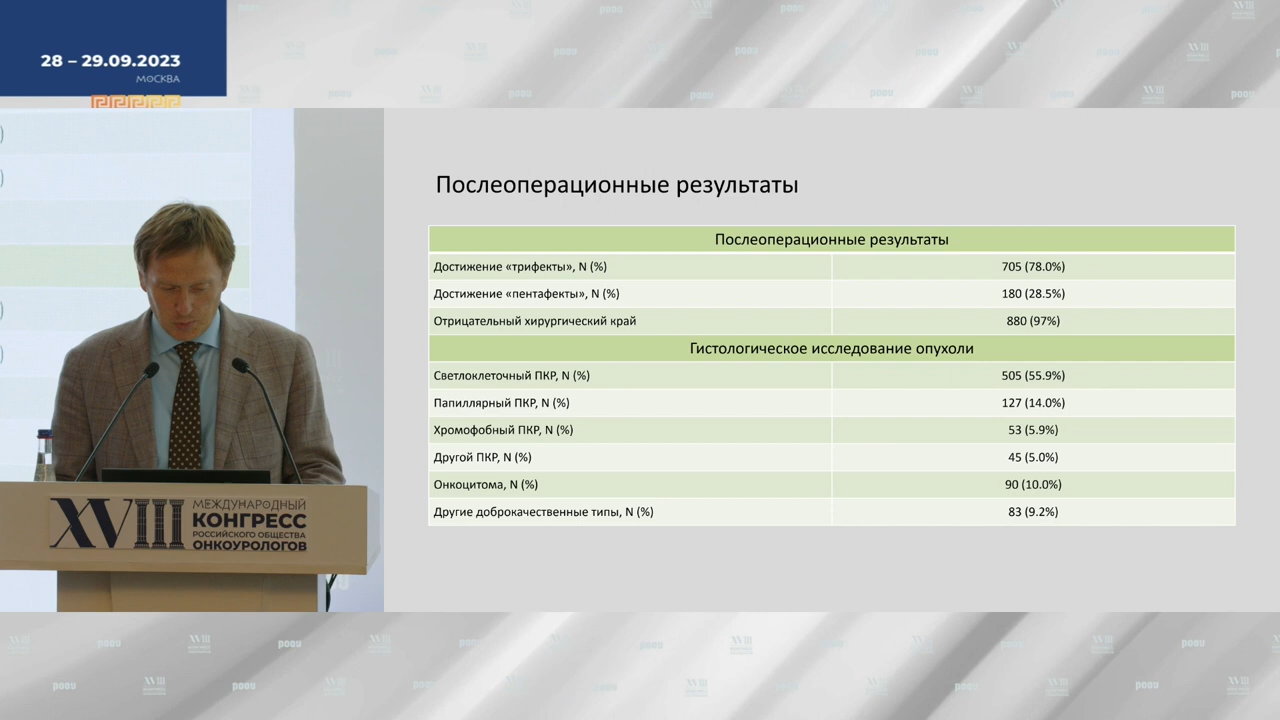 28 – 29.09.2023
МОСКВА
Послеоперационные результаты
Послеоперационные результаты
Достижение «трифекты», N (%) 705 (78.0%)
Достижение «пентафекты», N (%) 180 (28.5%)
Отрицательный хирургический край 880 (97%)
Гистологическое исследование опухоли
Светлоклеточный ПКР, N (%) 505 (55.9%)
Папиллярный ПКР, N (%) 127 (14.0%)
Хромофобный ПКР, N (%) 53 (5.9%)
Другой ПКР, N (%) 45 (5.0%)
Онкоцитома, N (%) 90 (10.0%)
Другие доброкачественные типы, N (%) 83 (9.2%)
XVIII
МЕЖДУНАРОДНЫЙ
КОНГРЕСС
РОССИЙСКОГО ОБЩЕСТВА
ОНКОУРОЛОГОВ